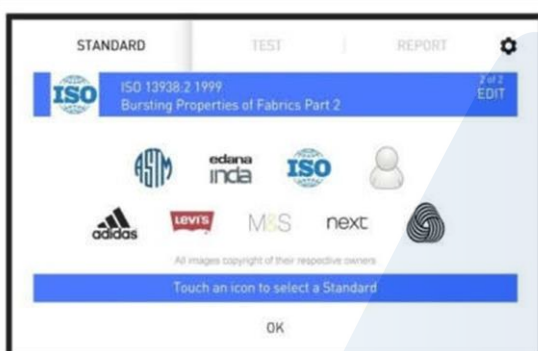 STANDARD TEST REPORT
ISO ISO 13938:2 1999 2 of 2
Bursting Properties of Fabrics Part 2 EDIT
ASTM edana inda ISO
adidas LEVI'S M&S next
All images copyright of their respective owners
Touch an icon to select a Standard
OK